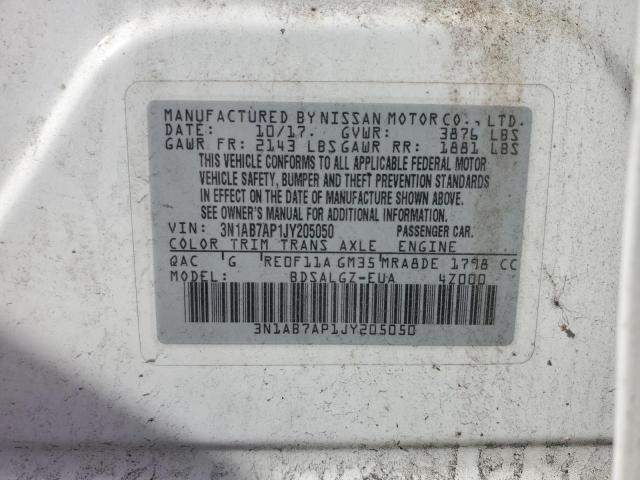 MANUFACTURED BY NISSAN MOTOR CO., LTD.
DATE: 10/17. GVWR: 3876 LBS
GAWR FR: 2143 LBS GAWR RR: 1881 LBS
THIS VEHICLE CONFORMS TO ALL APPLICABLE FEDERAL MOTOR
VEHICLE SAFETY, BUMPER AND THEFT PREVENTION STANDARDS
IN EFFECT ON THE DATE OF MANUFACTURE SHOWN ABOVE.
SEE OWNER'S MANUAL FOR ADDITIONAL INFORMATION.
VIN: 3N1AB7AP1JY205050 PASSENGER CAR.
COLOR TRIM TRANS AXLE ENGINE
QAC G RE0F11A GM35 MRA8DE 1798 CC
MODEL: BDSALGZ-EUA 4Z000
3N1AB7AP1JY205050